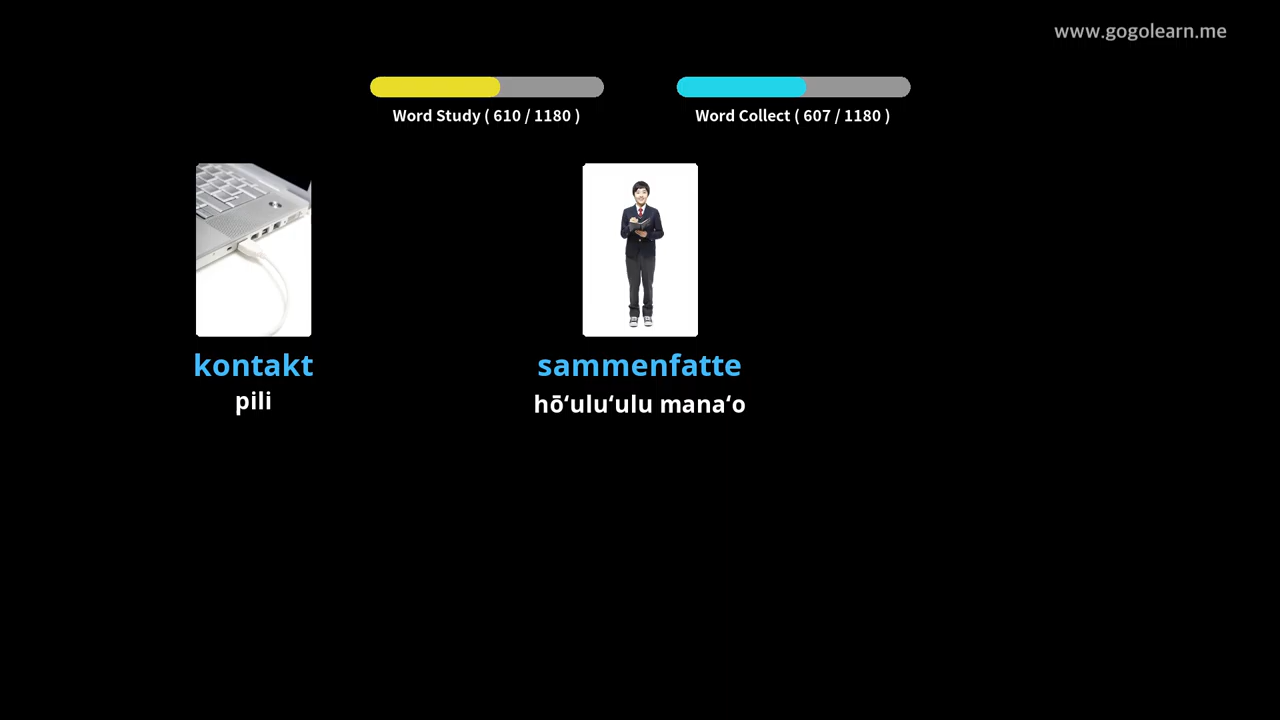 www.gogolearn.me
Word Study ( 610 / 1180 )
Word Collect ( 607 / 1180 )
kontakt
pili
sammenfatte
hōʻuluʻulu manaʻo